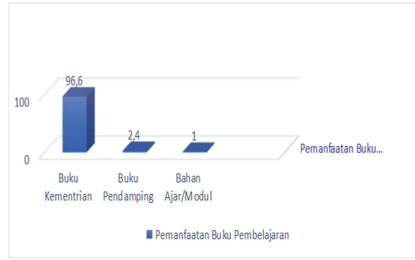 96,6
100
2,4
1
0
Pemanfaatan Buku...
Buku
Kementrian
Buku
Pendamping
Bahan
Ajar/Modul
Pemanfaatan Buku Pembelajaran